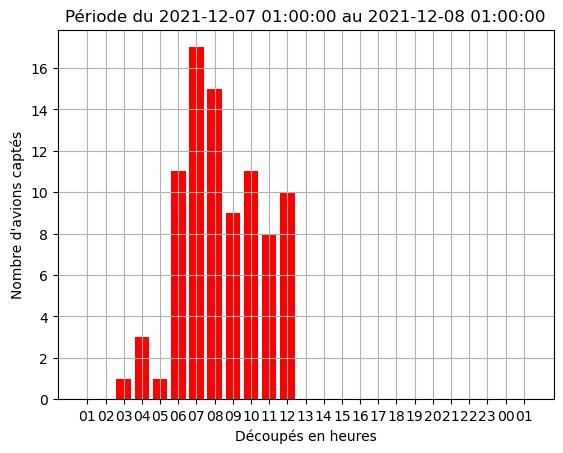 Période du 2021-12-07 01:00:00 au 2021-12-08 01:00:00
16
14
12
10
8
6
4
2
0
Nombre d'avions captés
01 02 03 04 05 06 07 08 09 10 11 12 13 14 15 16 17 18 19 20 21 22 23 00 01
Découpés en heures